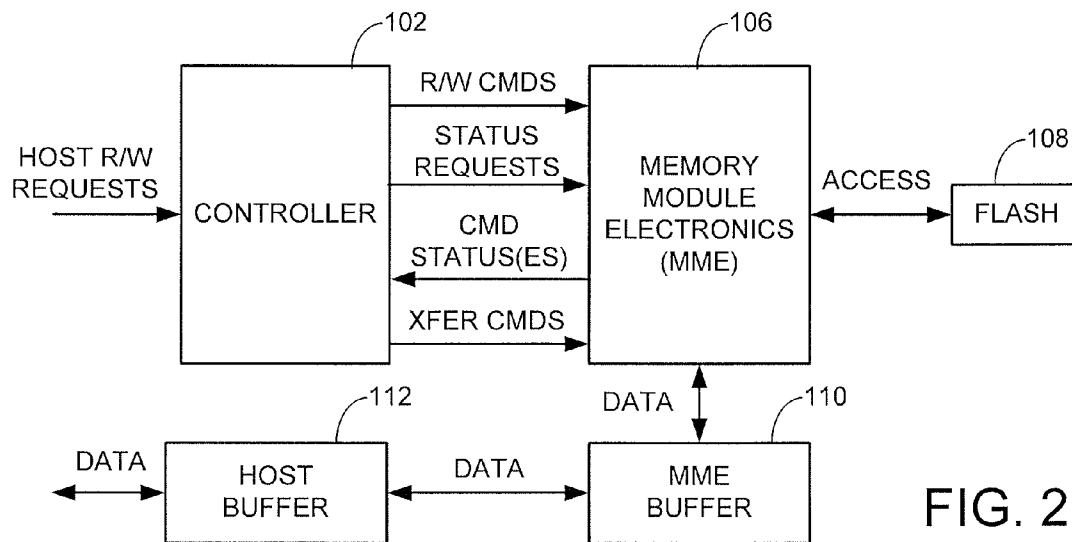 102
106
R/W CMDS
STATUS
REQUESTS
HOST R/W
REQUESTS
CONTROLLER
MEMORY
MODULE
ELECTRONICS
(MME)
108
ACCESS
FLASH
CMD
STATUS(ES)
XFER CMDS
112
DATA
110
DATA
HOST
BUFFER
DATA
MME
BUFFER
FIG. 2